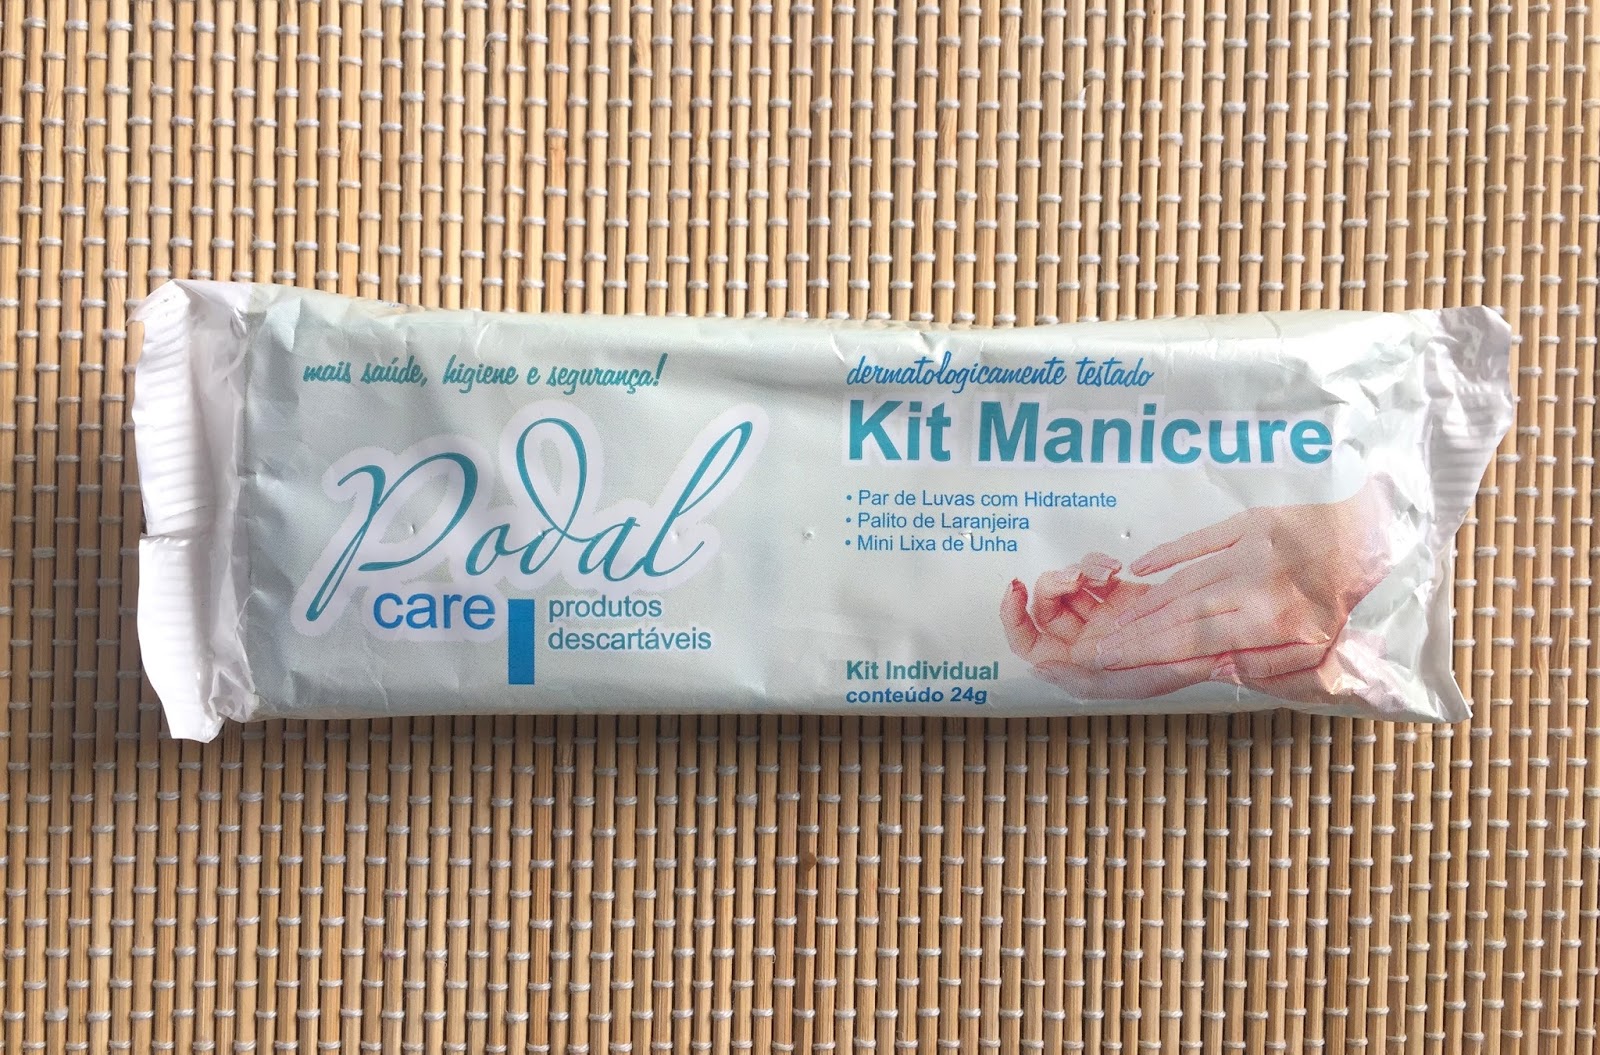 mais saúde, higiene e segurança!
Podal
care
produtos
descartáveis
dermatologicamente testado
Kit Manicure
• Par de Luvas com Hidratante
• Palito de Laranjeira
• Mini Lixa de Unha
Kit Individual
conteúdo 24g